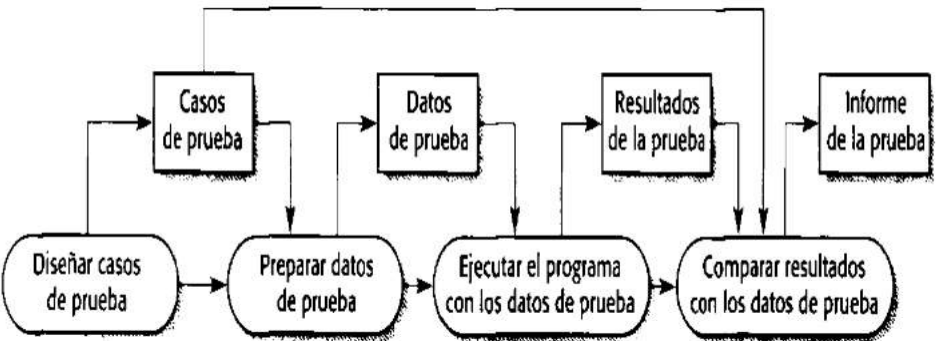 Casos
de prueba
Datos
de prueba
Resultados
de la prueba
Informe
de la prueba
Diseñar casos
de prueba
Preparar datos
de prueba
Ejecutar el programa
con los datos de prueba
Comparar resultados
con los datos de prueba